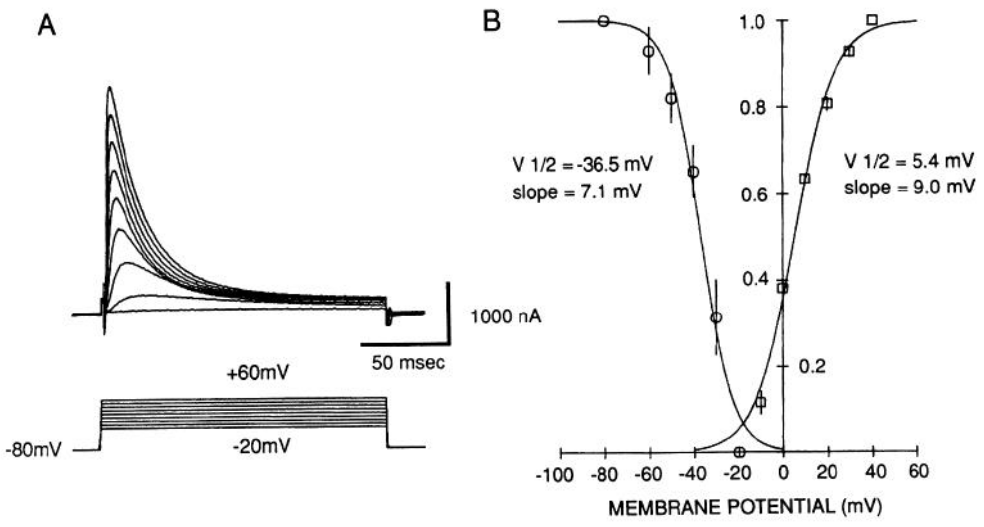 A
1000 nA
50 msec
+60mV
-80mV
-20mV
B
1.0
0.8
0.6
0.4
0.2
V 1/2 = -36.5 mV
slope = 7.1 mV
V 1/2 = 5.4 mV
slope = 9.0 mV
-100 -80 -60 -40 -20 0 20 40 60
MEMBRANE POTENTIAL (mV)